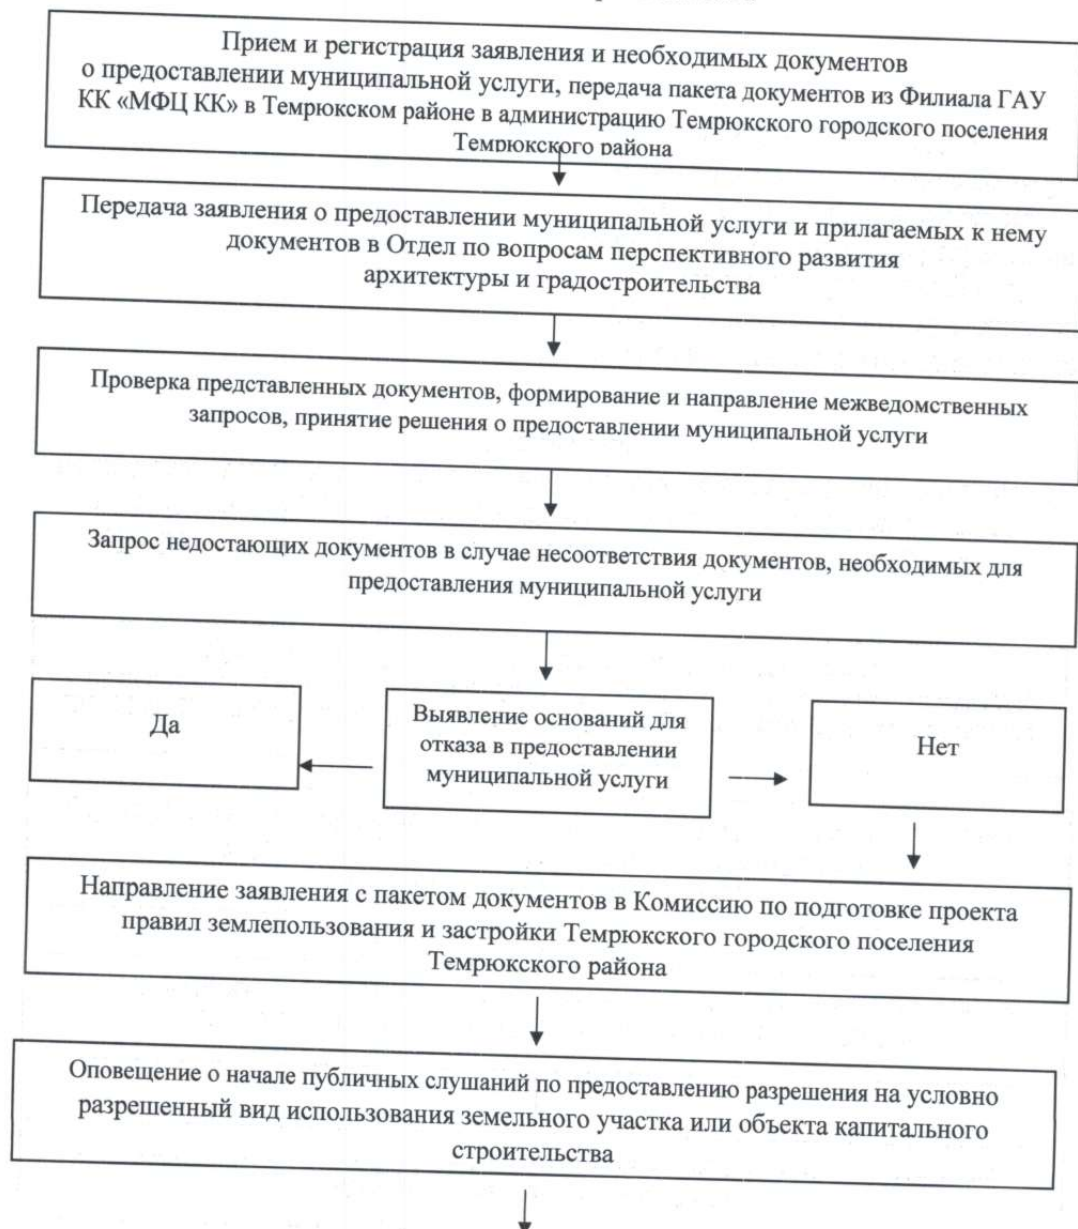 Прием и регистрация заявления и необходимых документов
о предоставлении муниципальной услуги, передача пакета документов из Филиала ГАУ
КК «МФЦ КК» в Темрюкском районе в администрацию Темрюкского городского поселения
Темрюкского района
Передача заявления о предоставлении муниципальной услуги и прилагаемых к нему
документов в Отдел по вопросам перспективного развития
архитектуры и градостроительства
Проверка представленных документов, формирование и направление межведомственных
запросов, принятие решения о предоставлении муниципальной услуги
Запрос недостающих документов в случае несоответствия документов, необходимых для
предоставления муниципальной услуги
Да
Выявление оснований для
отказа в предоставлении
муниципальной услуги
Нет
Направление заявления с пакетом документов в Комиссию по подготовке проекта
правил землепользования и застройки Темрюкского городского поселения
Темрюкского района
Оповещение о начале публичных слушаний по предоставлению разрешения на условно
разрешенный вид использования земельного участка или объекта капитального
строительства